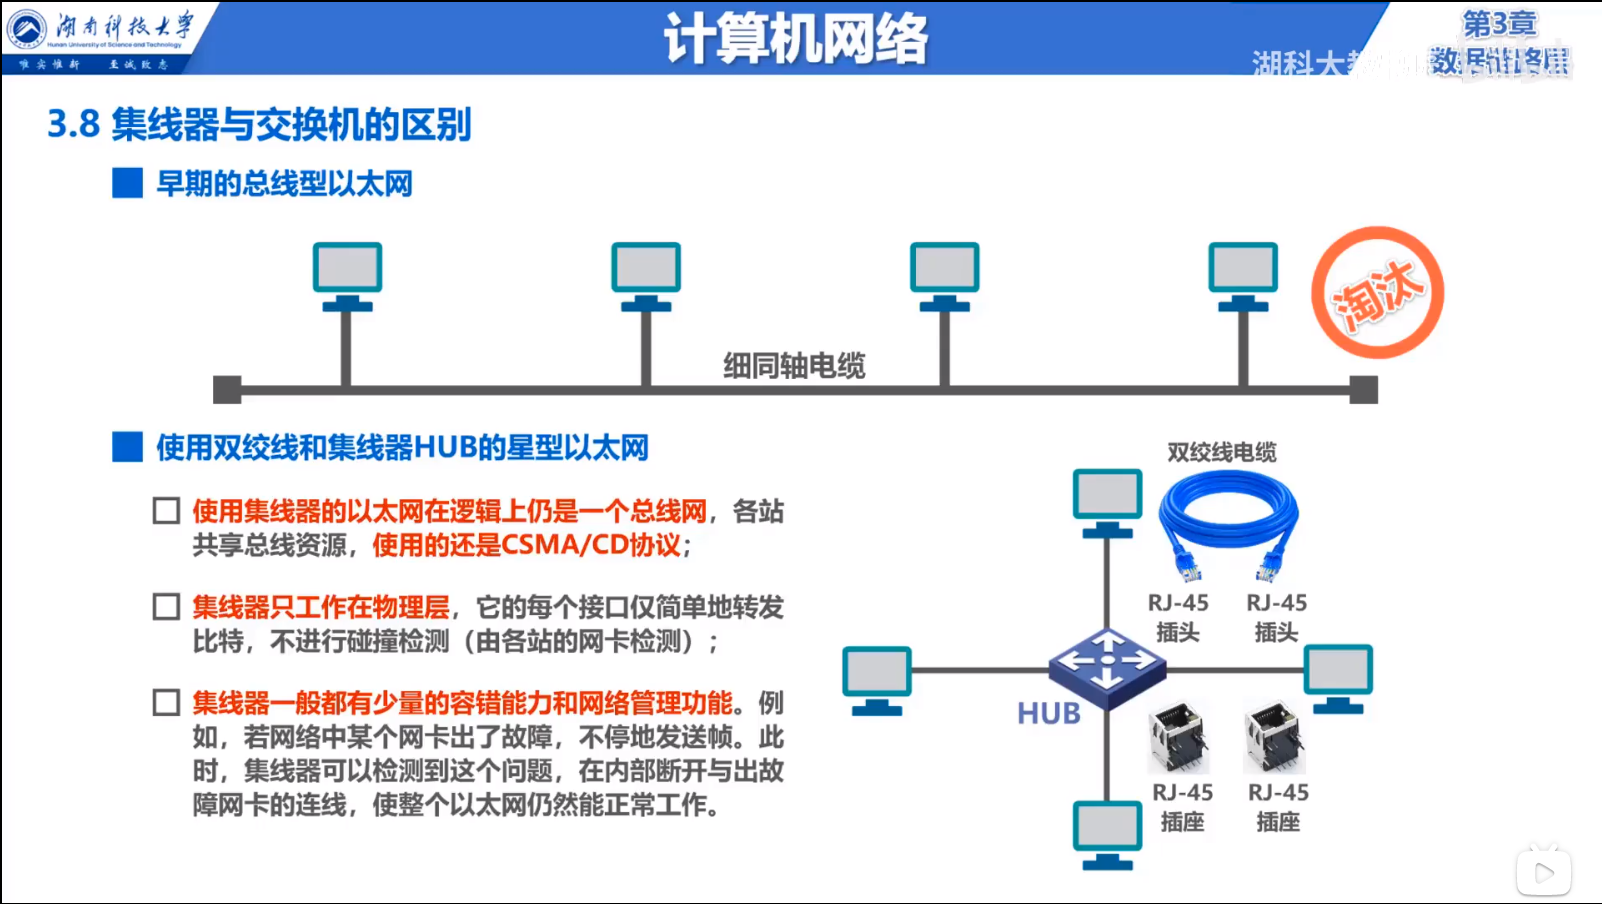 湖南科技大学
Hunan University of Science and Technology
唯实惟新 至诚致志
计算机网络
第3章
数据链路层
湖科大教
3.8 集线器与交换机的区别
早期的总线型以太网
淘汰
细同轴电缆
使用双绞线和集线器HUB的星型以太网
使用集线器的以太网在逻辑上仍是一个总线网，各站
共享总线资源，使用的还是CSMA/CD协议；
集线器只工作在物理层，它的每个接口仅简单地转发
比特，不进行碰撞检测（由各站的网卡检测）；
集线器一般都有少量的容错能力和网络管理功能。例
如，若网络中某个网卡出了故障，不停地发送帧。此
时，集线器可以检测到这个问题，在内部断开与出故
障网卡的连线，使整个以太网仍然能正常工作。
双绞线电缆
RJ-45 RJ-45
插头 插头
HUB
RJ-45 RJ-45
插座 插座